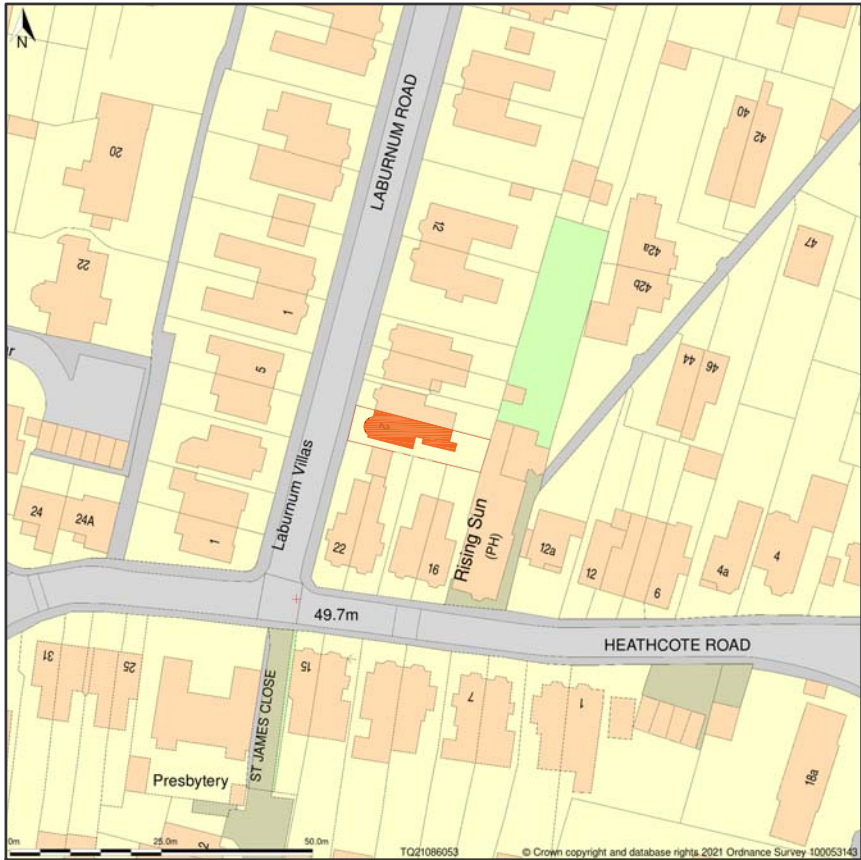 N
20
22
LABURNUM ROAD
12
1
5
40
42
42a
42b
47
44
46
2
24
24A
1
Laburnum Villas
22
16
Rising Sun
(PH)
12a
12
6
4a
4
49.7m
HEATHCOTE ROAD
31
25
15
7
1
ST JAMES CLOSE
Presbytery
2
18a
0m
25.0m
50.0m
TQ21086053
© Crown copyright and database rights 2021 Ordnance Survey 100053143